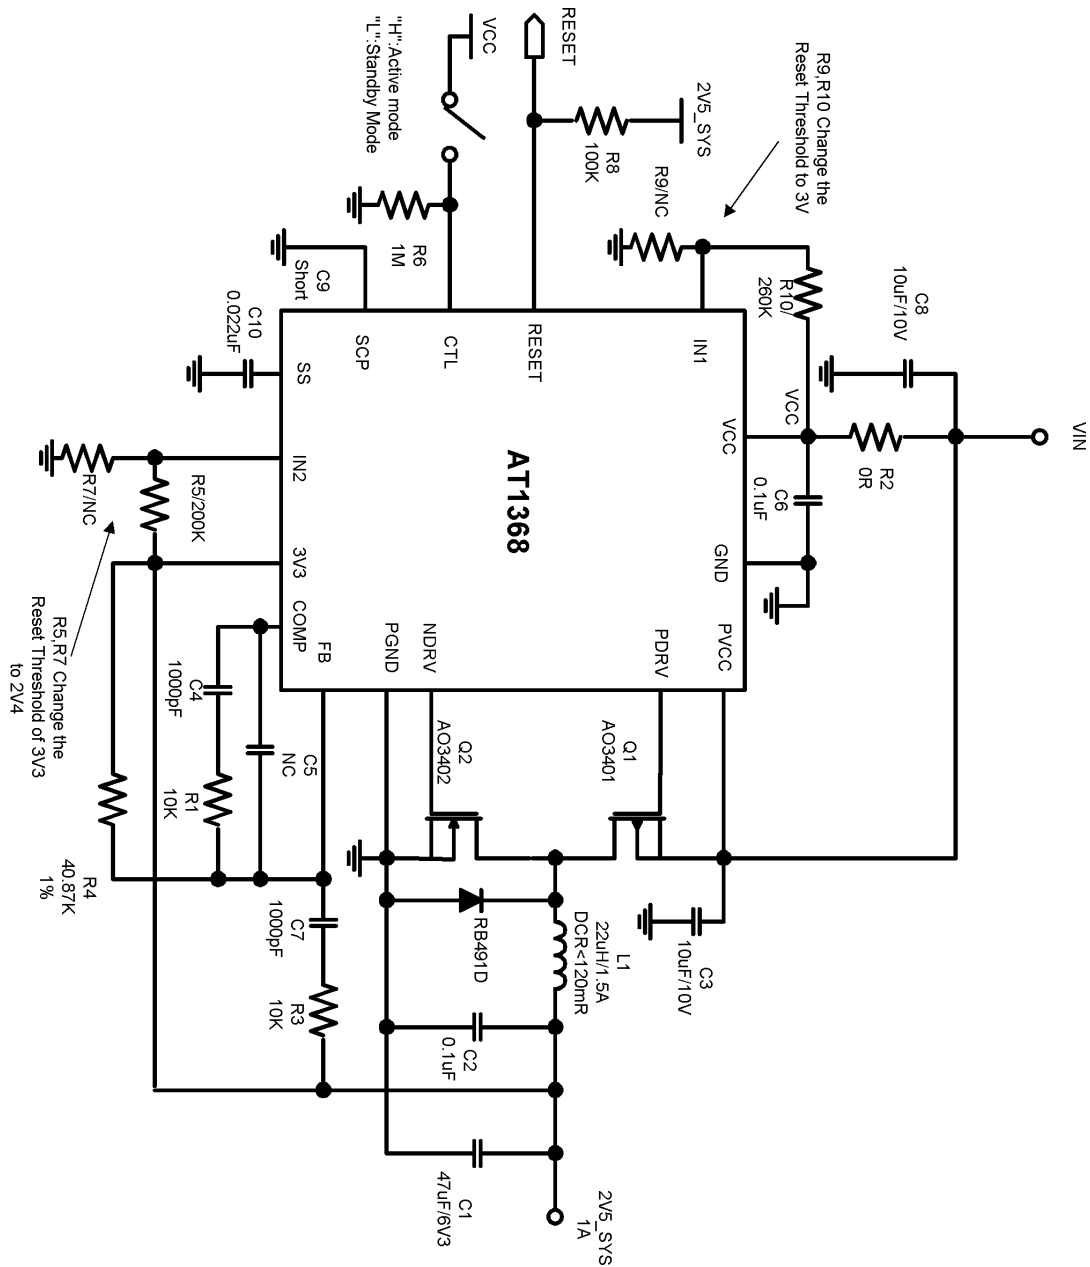 VIN
C8
10uF/10V
R9,R10 Change the
Reset Threshold to 3V
R10/
260K
VCC
R2
0R
C6
0.1uF
2V5_SYS
R8
100K
R9/NC
RESET
VCC
"H":Active mode
"L":Standby Mode
R6
1M
C9
Short
C10
0.022uF
SCP
CTL
RESET
IN1
SS
VCC
AT1368
IN2
GND
3V3
COMP
FB
PGND
NDRV
PDRV
PVCC
R7/NC
R5/200K
R5,R7 Change the
Reset Threshold of 3V3
to 2V4
C4
1000pF
C5
NC
Q2
AO3402
Q1
AO3401
R1
10K
R4
40.87K
1%
C7
1000pF
R3
10K
RB491D
L1
22uH/1.5A
DCR<120mR
C3
10uF/10V
C2
0.1uF
C1
47uF/6V3
2V5_SYS
1A